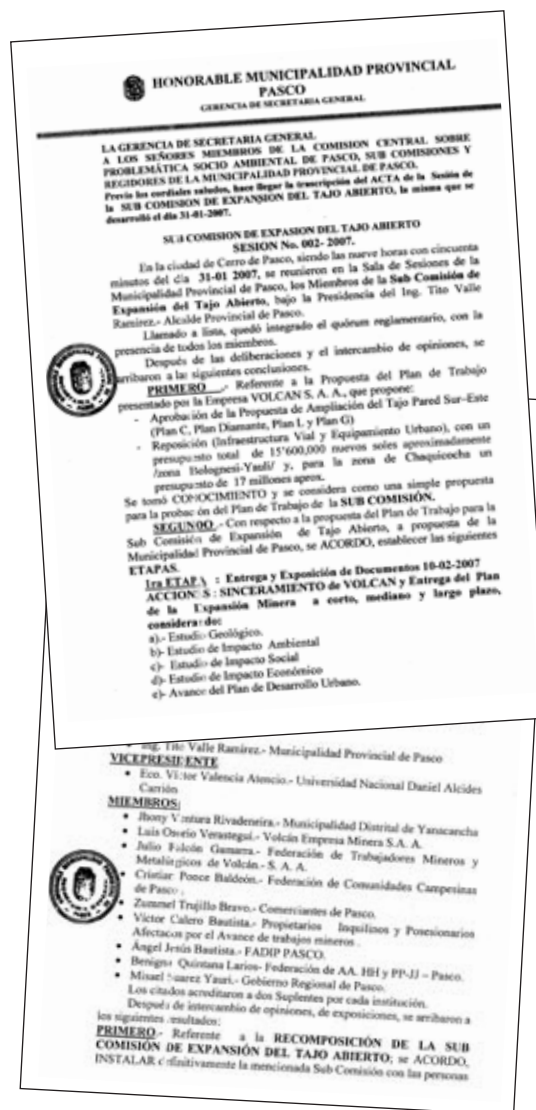 HONORABLE MUNICIPALIDAD PROVINCIAL
PASCO
GERENCIA DE SECRETARIA GENERAL
LA GERENCIA DE SECRETARIA GENERAL
A LOS SEÑORES MIEMBROS DE LA COMISION CENTRAL SOBRE
PROBLEMÁTICA SOCIO AMBIENTAL DE PASCO, SUB COMISIONES Y
REGIDORES DE LA MUNICIPALIDAD PROVINCIAL DE PASCO.
Previo los cordiales saludos, hace llegar la transcripción del ACTA de la Sesión de
la SUB COMISION DE EXPANSIÓN DEL TAJO ABIERTO, la misma que se
desarrolló el día 31-01-2007.
SUB COMISION DE EXPASION DEL TAJO ABIERTO
SESION No. 002- 2007.
En la ciudad de Cerro de Pasco, siendo las nueve horas con cincuenta
minutos del día 31-01 2007, se reunieron en la Sala de Sesiones de la
Municipalidad Provincial de Pasco, los Miembros de la Sub Comisión de
Expansión del Tajo Abierto, bajo la Presidencia del Ing. Tito Valle
Ramirez.- Alcalde Provincial de Pasco.
Llamado a lista, quedó integrado el quórum reglamentario, con la
presencia de todos los miembros.
Después de las deliberaciones y el intercambio de opiniones, se
arribaron a las siguientes conclusiones.
PRIMERO .- Referente a la Propuesta del Plan de Trabajo
presentado por la Empresa VOLCAN S. A. A., que propone:
- Aprobación de la Propuesta de Ampliación del Tajo Pared Sur–Este
(Plan C, Plan Diamante, Plan L y Plan G)
- Reposición (Infraestructura Vial y Equipamiento Urbano), con un
presupuesto total de 15’600,000 nuevos soles aproximadamente
/zona Bolognesi-Yauli/ y, para la zona de Chaquicocha un
presupuesto de 17 millones aprox.
Se tomó CONOCIMIENTO y se considera como una simple propuesta
para la probación del Plan de Trabajo de la SUB COMISIÓN.
SEGUNDO .- Con respecto a la propuesta del Plan de Trabajo para la
Sub Comisión de Expansión de Tajo Abierto, a propuesta de la
Municipalidad Provincial de Pasco, se ACORDO, establecer las siguientes
ETAPAS.
1ra ETAPA : Entrega y Exposición de Documentos 10-02-2007
ACCIONES : SINCERAMIENTO de VOLCAN y Entrega del Plan
de la Expansión Minera a corto, mediano y largo plazo,
considerando:
a).- Estudio Geológico.
b)- Estudio de Impacto Ambiental
c)- Estudio de Impacto Social
d)- Estudio de Impacto Económico
e)- Avance del Plan de Desarrollo Urbano.
• Ing. Tito Valle Ramírez.- Municipalidad Provincial de Pasco
VICEPRESIDENTE
• Eco. Víctor Valencia Atencio.- Universidad Nacional Daniel Alcides
Carrión
MIEMBROS:
• Jhony Ventura Rivadeneira.- Municipalidad Distrital de Yanacancha
• Luis Verastegui.- Volcán Empresa Minera S.A. A.
• Julio Falcón Gamarra.- Federación de Trabajadores Mineros y
Metalúrgicos de Volcán.- S. A. A.
• Cristian Ponce Baldeón.- Federación de Comunidades Campesinas
de Pasco .
• Zummel Trujillo Bravo.- Comerciantes de Pasco.
• Víctor Calero Bautista.- Propietarios Inquilinos y Posesionarios
Afectados por el Avance de trabajos mineros .
• Ángel Jesús Bautista.- FADIP PASCO.
• Benigna Quintana Larios- Federación de AA. HH y PP-JJ – Pasco.
• Misael Suarez Yauri.- Gobierno Regional de Pasco.
Los citados acreditaron a dos Suplentes por cada institución.
Después de intercambio de opiniones, de exposiciones, se arribaron a
los siguientes resultados:
PRIMERO.- Referente a la RECOMPOSICIÓN DE LA SUB
COMISIÓN DE EXPANSIÓN DEL TAJO ABIERTO; se ACORDO,
INSTALAR definitivamente la mencionada Sub Comisión con las personas